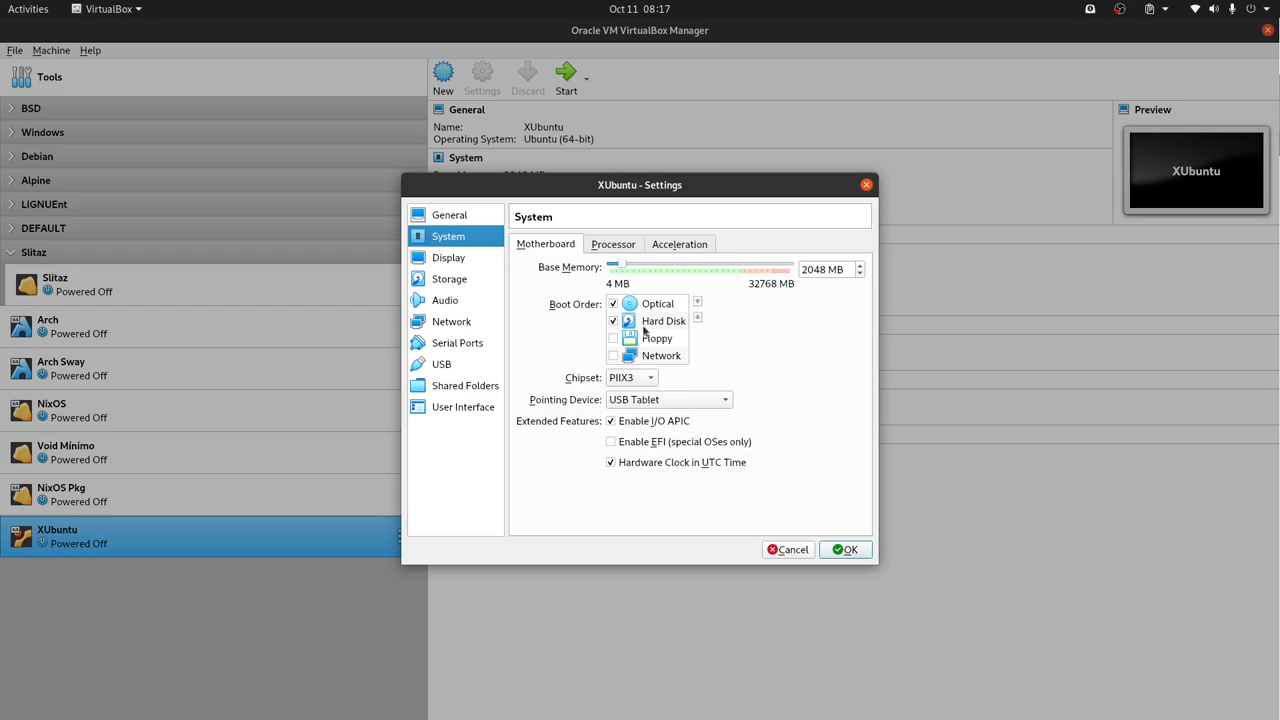 Activities VirtualBox Oct 11 08:17
Oracle VM VirtualBox Manager
File Machine Help
Tools
New Settings Discard Start
BSD
Windows
Debian
Alpine
LIGNUEnt
DEFAULT
Slitaz
Slitaz
Powered Off
Arch
Powered Off
Arch Sway
Powered Off
NixOS
Powered Off
Void Mínimo
Powered Off
NixOS Pkg
Powered Off
XUbuntu
Powered Off
General
Name: XUbuntu
Operating System: Ubuntu (64-bit)
System
Preview
XUbuntu
XUbuntu - Settings
General
System
Display
Storage
Audio
Network
Serial Ports
USB
Shared Folders
User Interface
System
Motherboard Processor Acceleration
Base Memory: 2048 MB
4 MB 32768 MB
Boot Order: Optical
Hard Disk
Floppy
Network
Chipset: PIIX3
Pointing Device: USB Tablet
Extended Features: Enable I/O APIC
Enable EFI (special OSes only)
Hardware Clock in UTC Time
Cancel OK